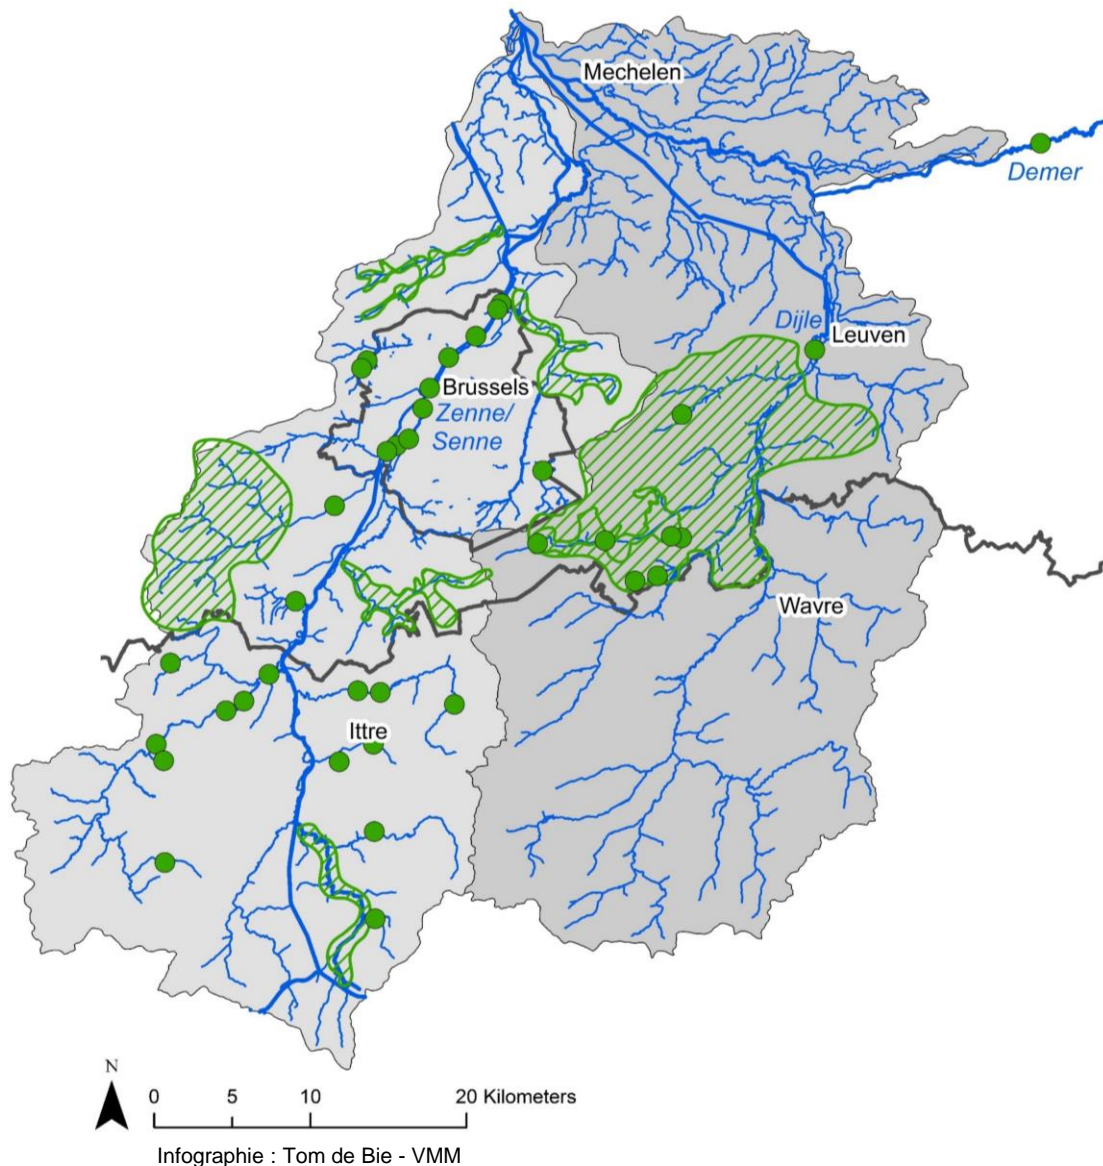 Mechelen
Demer
Dijle
Leuven
Brussels
Zenne/
Senne
Wavre
Ittre
N
0 5 10 20 Kilometers
Infographie : Tom de Bie - VMM